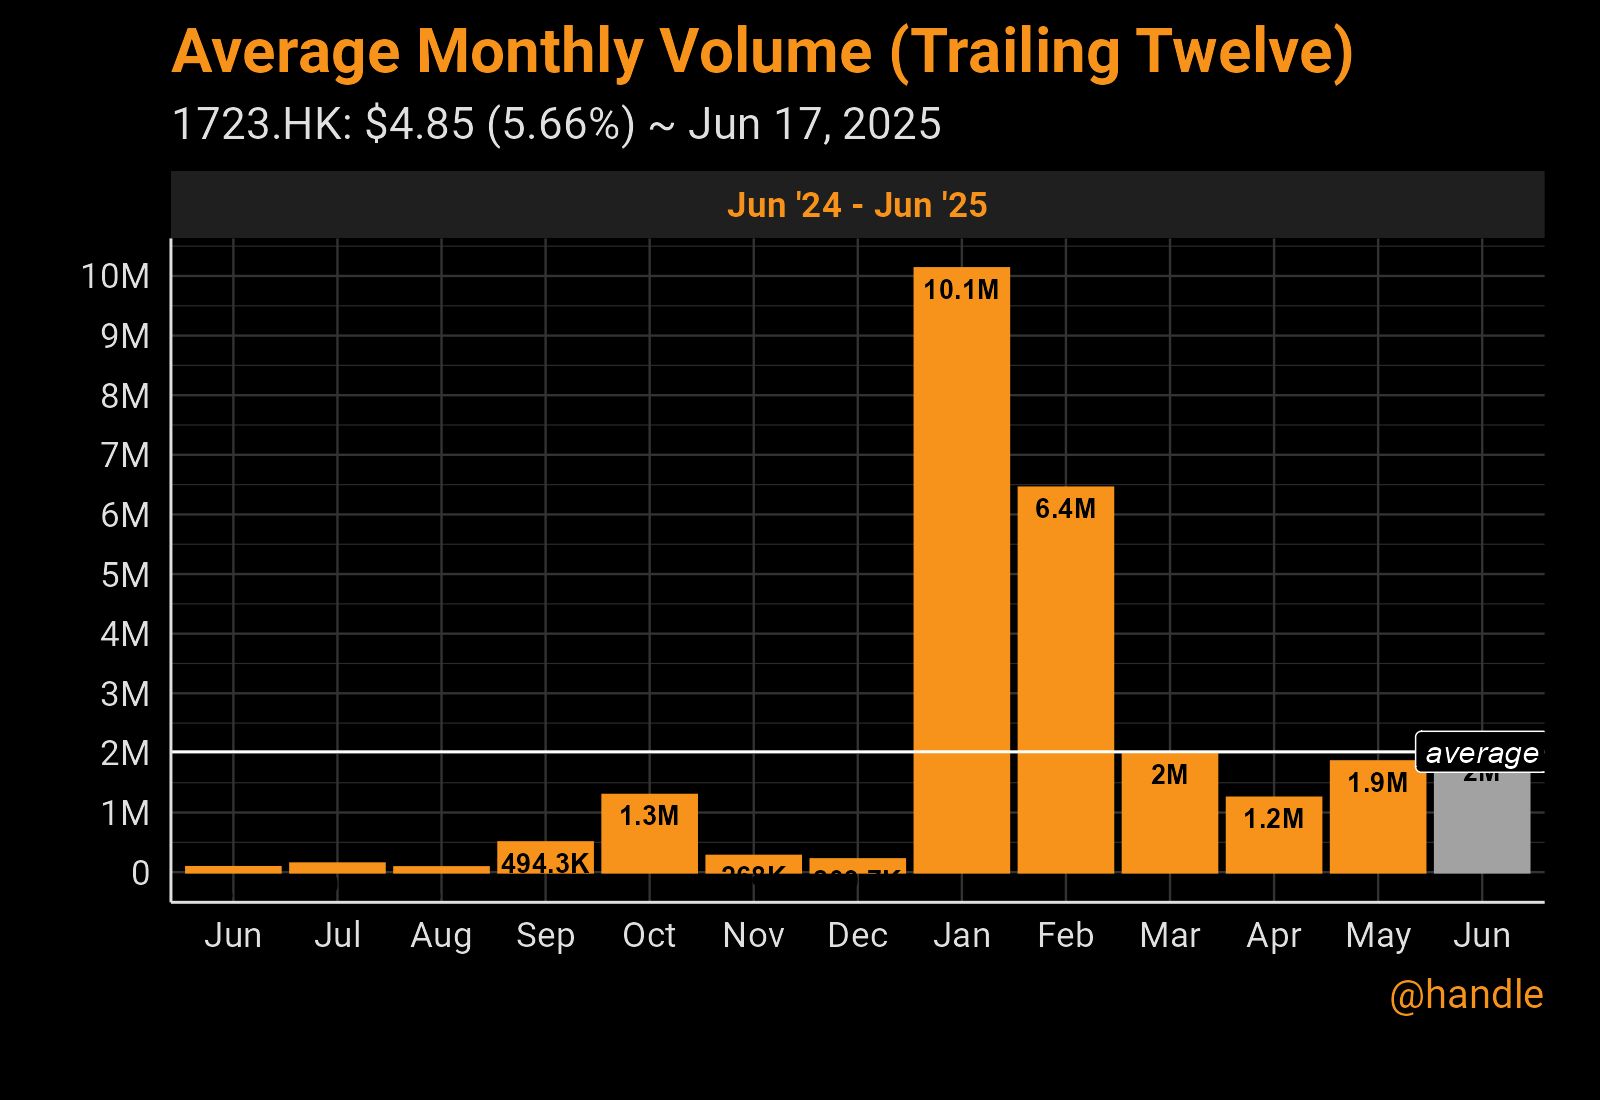 Average Monthly Volume (Trailing Twelve)
1723.HK: $4.85 (5.66%) ~ Jun 17, 2025
Jun '24 - Jun '25
10M
9M
8M
7M
6M
5M
4M
3M
2M
1M
0
10.1M
6.4M
average
2M
1.9M
2M
1.3M
1.2M
494.3K
268K
Jun Jul Aug Sep Oct Nov Dec Jan Feb Mar Apr May Jun
@handle